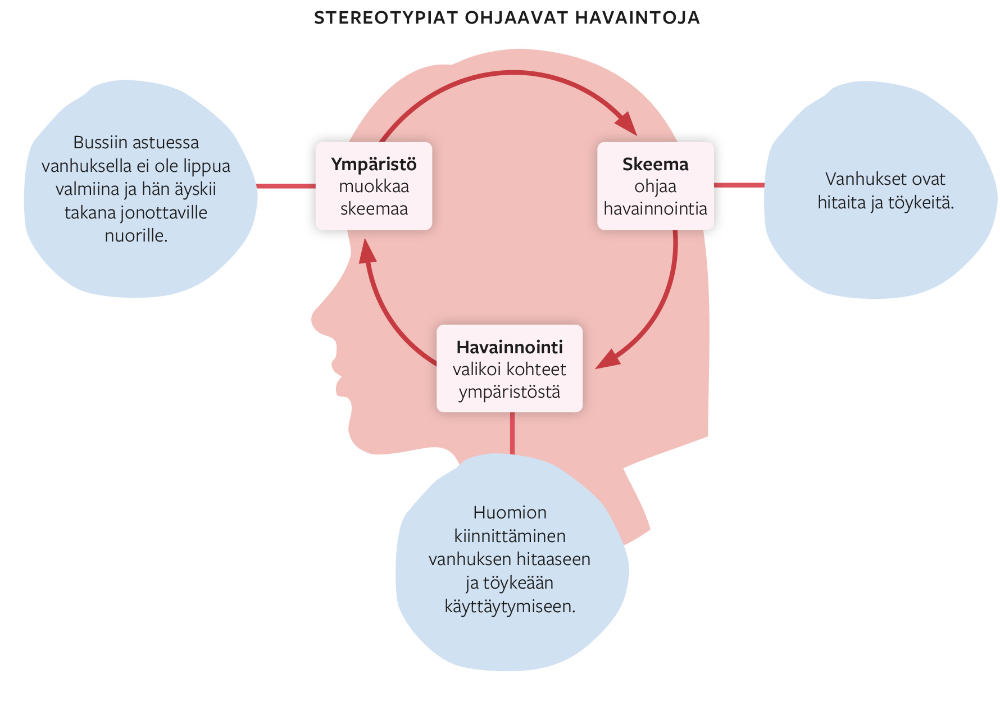 STEREOTYPIAT OHJAAVAT HAVAINTOJA
Bussiin astuessa
vanhuksella ei ole lippua
valmiina ja hän äyskii
takana jonottaville
nuorille.
Ympäristö
muokkaa
skeemaa
Skeema
ohjaa
havainnointia
Vanhukset ovat
hitaita ja töykeitä.
Havainnointi
valikoi kohteet
ympäristöstä
Huomion
kiinnittäminen
vanhuksen hitaaseen
ja töykeään
käyttäytymiseen.